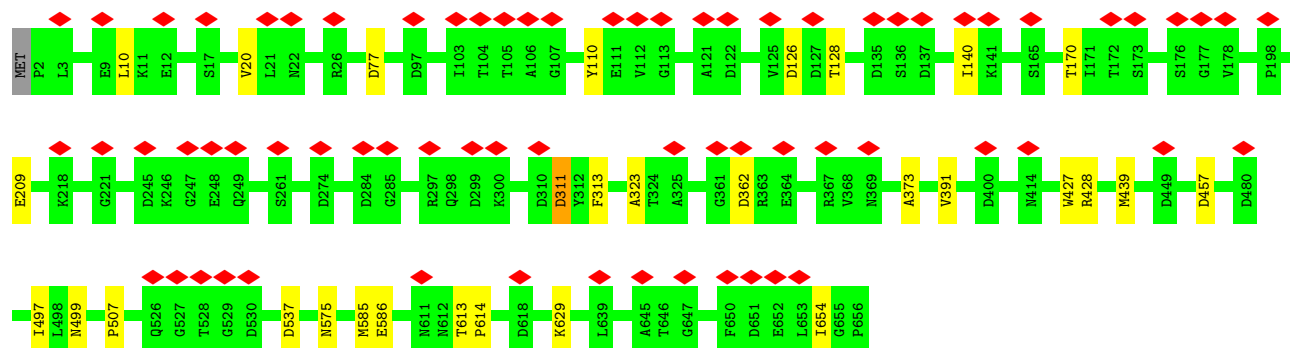 MET P2 L3 E9 L10 K11 E12 S17 V20 L21 N22 R26 D77 D97 I103 T104 T105 A106 G107 Y110 E111 V112 G113 A121 D122 V125 D126 D127 T128 D135 S136 D137 I140 K141 S165 T170 I171 T172 S173 S176 G177 V178 P198
E209 K218 G221 D245 K246 G247 E248 Q249 S261 D274 D284 G285 R297 Q298 D299 K300 D310 D311 Y312 F313 A323 T324 A325 G361 D362 R363 E364 R367 V368 N369 A373 V391 D400 N414 W427 R428 M439 D449 D457 D480
I497 L498 N499 P507 Q526 G527 T528 G529 D530 D537 N575 M585 E586 N611 N612 T613 P614 D618 K629 L639 A645 T646 G647 F650 D651 E652 L653 I654 G655 P656